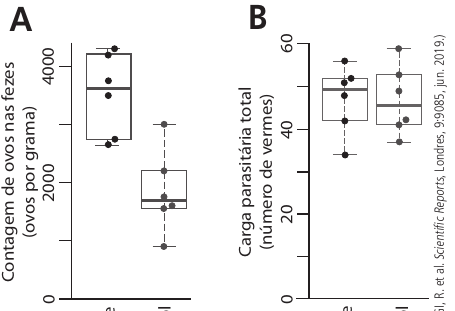 A
Contagem de ovos nas fezes
(ovos por grama)
4000
2000
0
B
Carga parasitária total
(número de vermes)
60
40
20
0
R. et al. Scientific Reports, Londres, 9:9085, jun. 2019.)